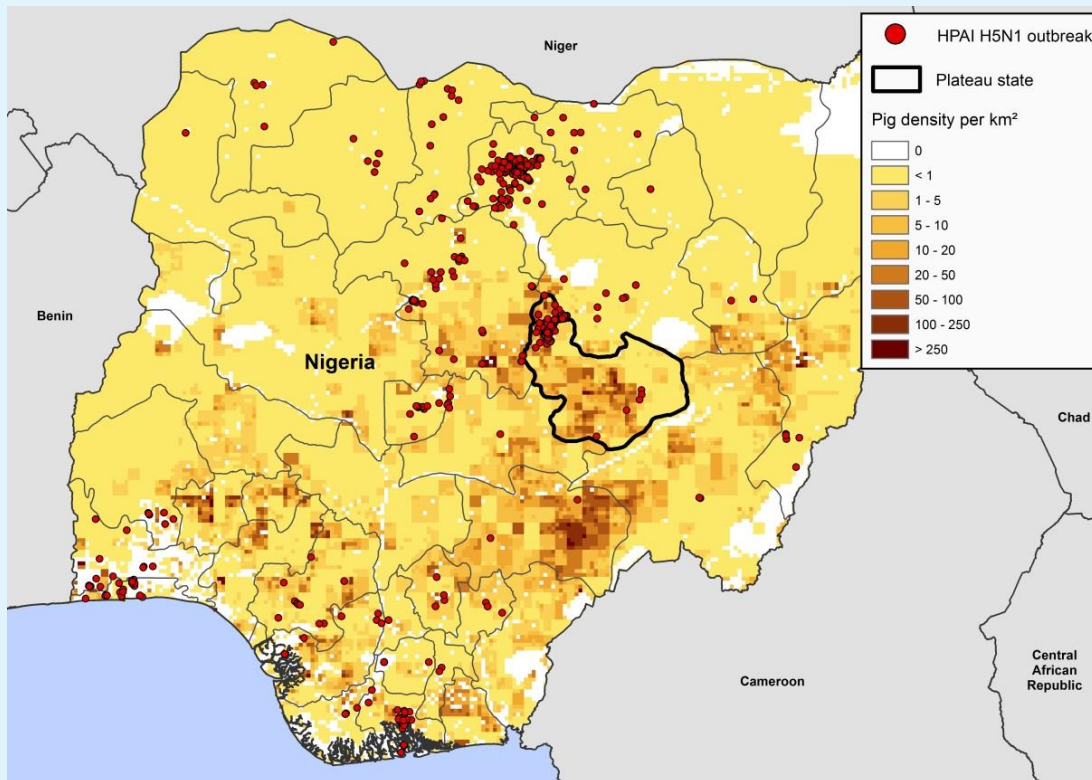 Niger
HPAI H5N1 outbreak
Plateau state
Pig density per km²
0
< 1
1 - 5
5 - 10
10 - 20
20 - 50
50 - 100
100 - 250
> 250
Benin
Nigeria
Chad
Central
African
Republic
Cameroon